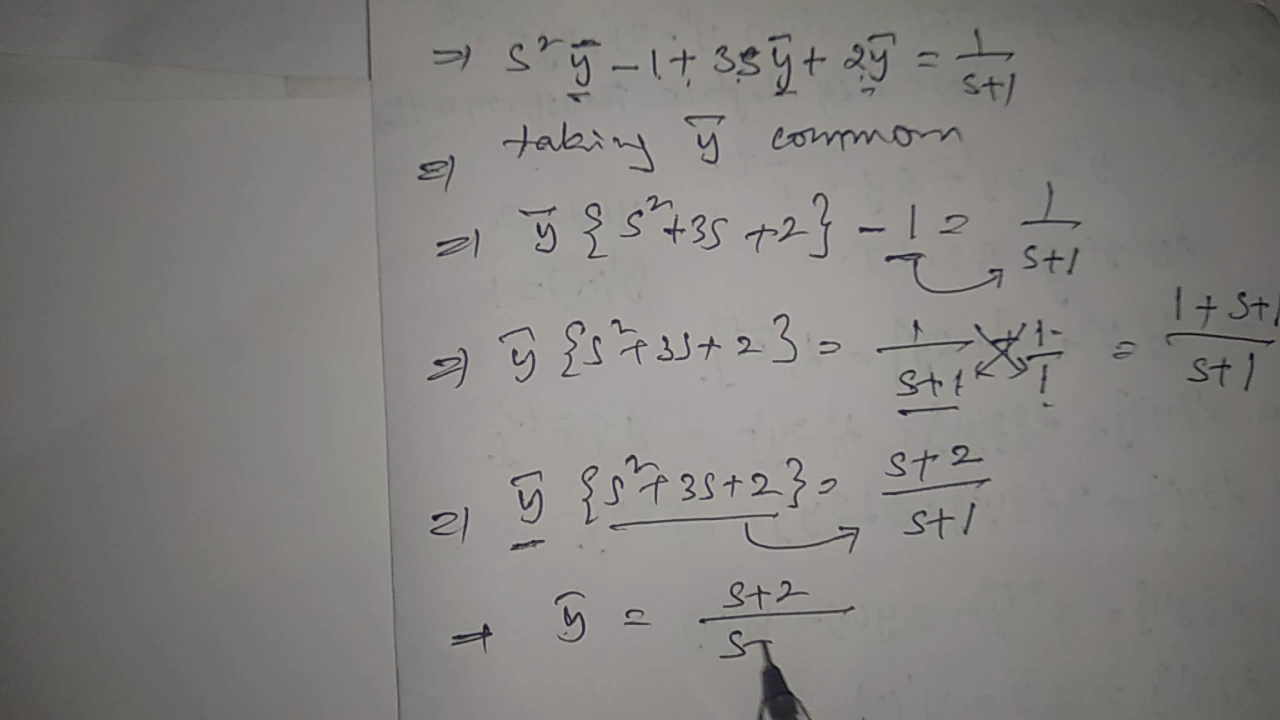 ⇒ s²ȳ - 1 + 3sȳ + 2ȳ = 1/(s+1)
⇒ taking ȳ common
⇒ ȳ {s²+3s+2} - 1 = 1/(s+1)
⇒ ȳ {s²+3s+2} = 1/(s+1) + 1/1 = (1+s+1)/(s+1)
⇒ ȳ {s²+3s+2} = (s+2)/(s+1)
⇒ ȳ = (s+2)/(s